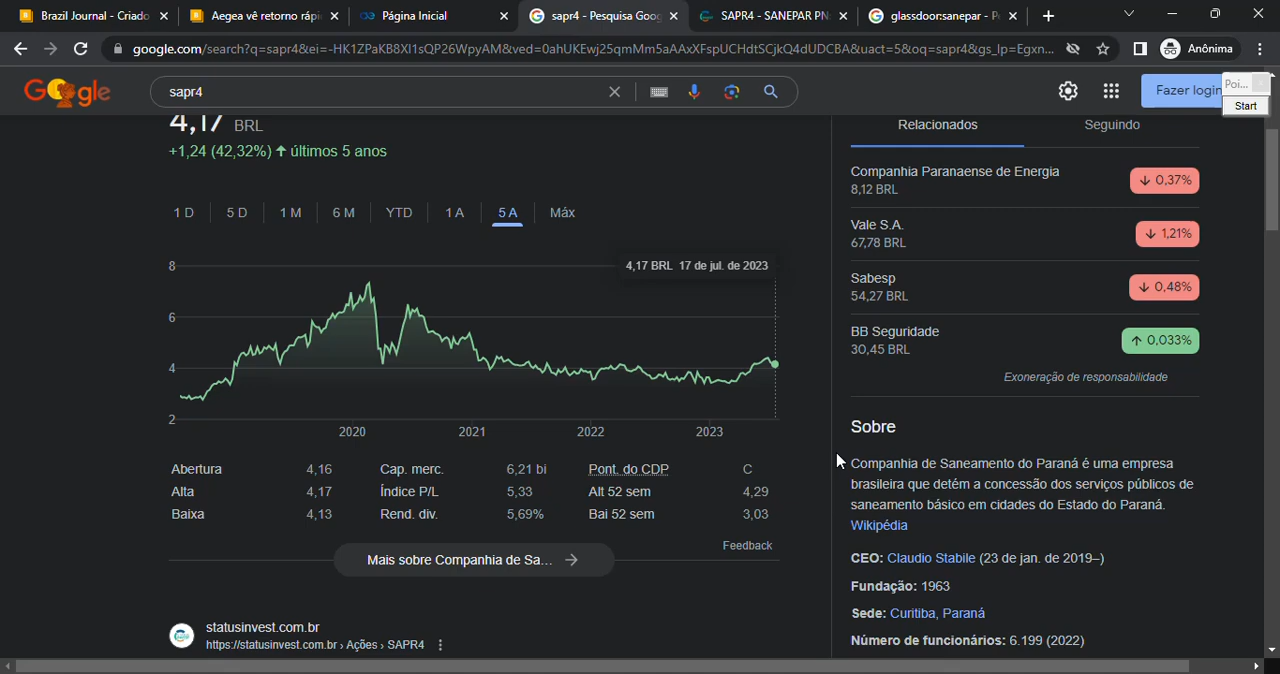 Brazil Journal - Criado
Aegea vê retorno rápi
Página Inicial
sapr4 - Pesquisa Goog
SAPR4 - SANEPAR PN
glassdoor:sanepar - P
google.com/search?q=sapr4&ei=-HK1ZPaKB8XI1sQP26WpyAM&ved=0ahUKEwj25qmMm5aAAxXFspUCHdtSCjkQ4dUDCBA&uact=5&oq=sapr4&gs_lp=Egxn...
Anônima
Google
sapr4
Fazer login
Poi...
Start
4,17 BRL
+1,24 (42,32%) ↑ últimos 5 anos
1 D
5 D
1 M
6 M
YTD
1 A
5 A
Máx
4,17 BRL 17 de jul. de 2023
8
6
4
2
2020
2021
2022
2023
Abertura 4,16 Cap. merc. 6,21 bi Pont. do CDP C
Alta 4,17 Índice P/L 5,33 Alt 52 sem 4,29
Baixa 4,13 Rend. div. 5,69% Bai 52 sem 3,03
Feedback
Mais sobre Companhia de Sa... →
statusinvest.com.br
https://statusinvest.com.br › Ações › SAPR4
Relacionados
Seguindo
Companhia Paranaense de Energia
8,12 BRL
↓ 0,37%
Vale S.A.
67,78 BRL
↓ 1,21%
Sabesp
54,27 BRL
↓ 0,48%
BB Seguridade
30,45 BRL
↑ 0,033%
Exoneração de responsabilidade
Sobre
Companhia de Saneamento do Paraná é uma empresa
brasileira que detém a concessão dos serviços públicos de
saneamento básico em cidades do Estado do Paraná.
Wikipédia
CEO: Claudio Stabile (23 de jan. de 2019–)
Fundação: 1963
Sede: Curitiba, Paraná
Número de funcionários: 6.199 (2022)